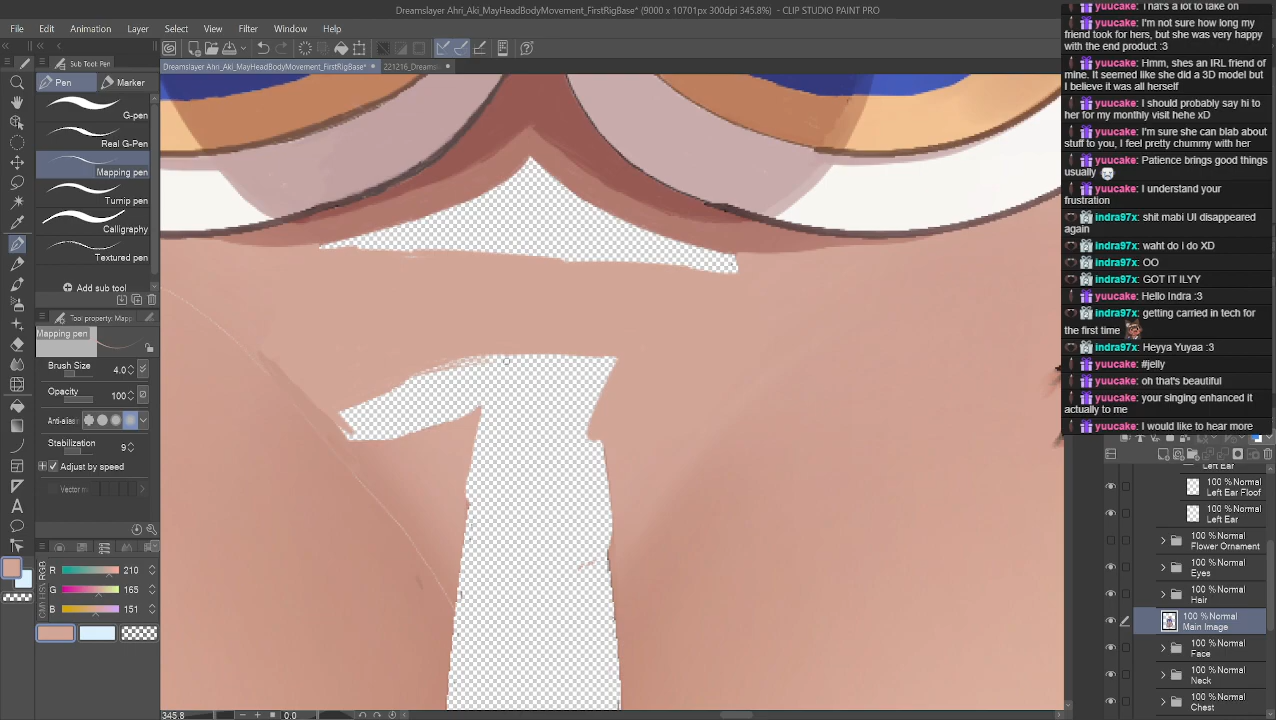 Dreamslayer Ahri_Aki_MayHeadBodyMovement_FirstRigBase* (9000 x 10701px 300dpi 345.8%) - CLIP STUDIO PAINT PRO
File
Edit
Animation
Layer
Select
View
Filter
Window
Help
Sub Tool Pen
Dreamslayer Ahri_Aki_MayHeadBodyMovement_FirstRigBase*
221216_Dreams
Pen
Marker
G-pen
Real G-Pen
Mapping pen
Turnip pen
Calligraphy
Textured pen
Add sub tool
Tool property: Mapp
Mapping pen
Brush Size
4.0
Opacity
100
Anti-alias
Stabilization
9
Adjust by speed
Vector m
R
210
G
165
B
151
345.8
0.0
yuucake: That's a lot to take on
yuucake: I'm not sure how long my
friend took for hers, but she was very happy
with the end product :3
yuucake: Hmm, shes an IRL friend of
mine. It seemed like she did a 3D model but
I believe it was all herself
yuucake: I should probably say hi to
her for my monthly visit hehe xD
yuucake: I'm sure she can blab about
stuff to you, I feel pretty chummy with her
yuucake: Patience brings good things
usually
yuucake: I understand your
frustration
indra97x: shit mabi UI disappeared
again
indra97x: waht do i do XD
indra97x: OO
indra97x: GOT IT ILYY
yuucake: Hello Indra :3
indra97x: getting carried in tech for
the first time
indra97x: Heyya Yuyaa :3
yuucake: #jelly
yuucake: oh that's beautiful
yuucake: your singing enhanced it
actually to me
yuucake: I would like to hear more
Left Ear
100 % Normal
Left Ear Floof
100 % Normal
Left Ear
100 % Normal
Flower Ornament
100 % Normal
Eyes
100 % Normal
Hair
100 % Normal
Main Image
100 % Normal
Face
100 % Normal
Neck
100 % Normal
Chest